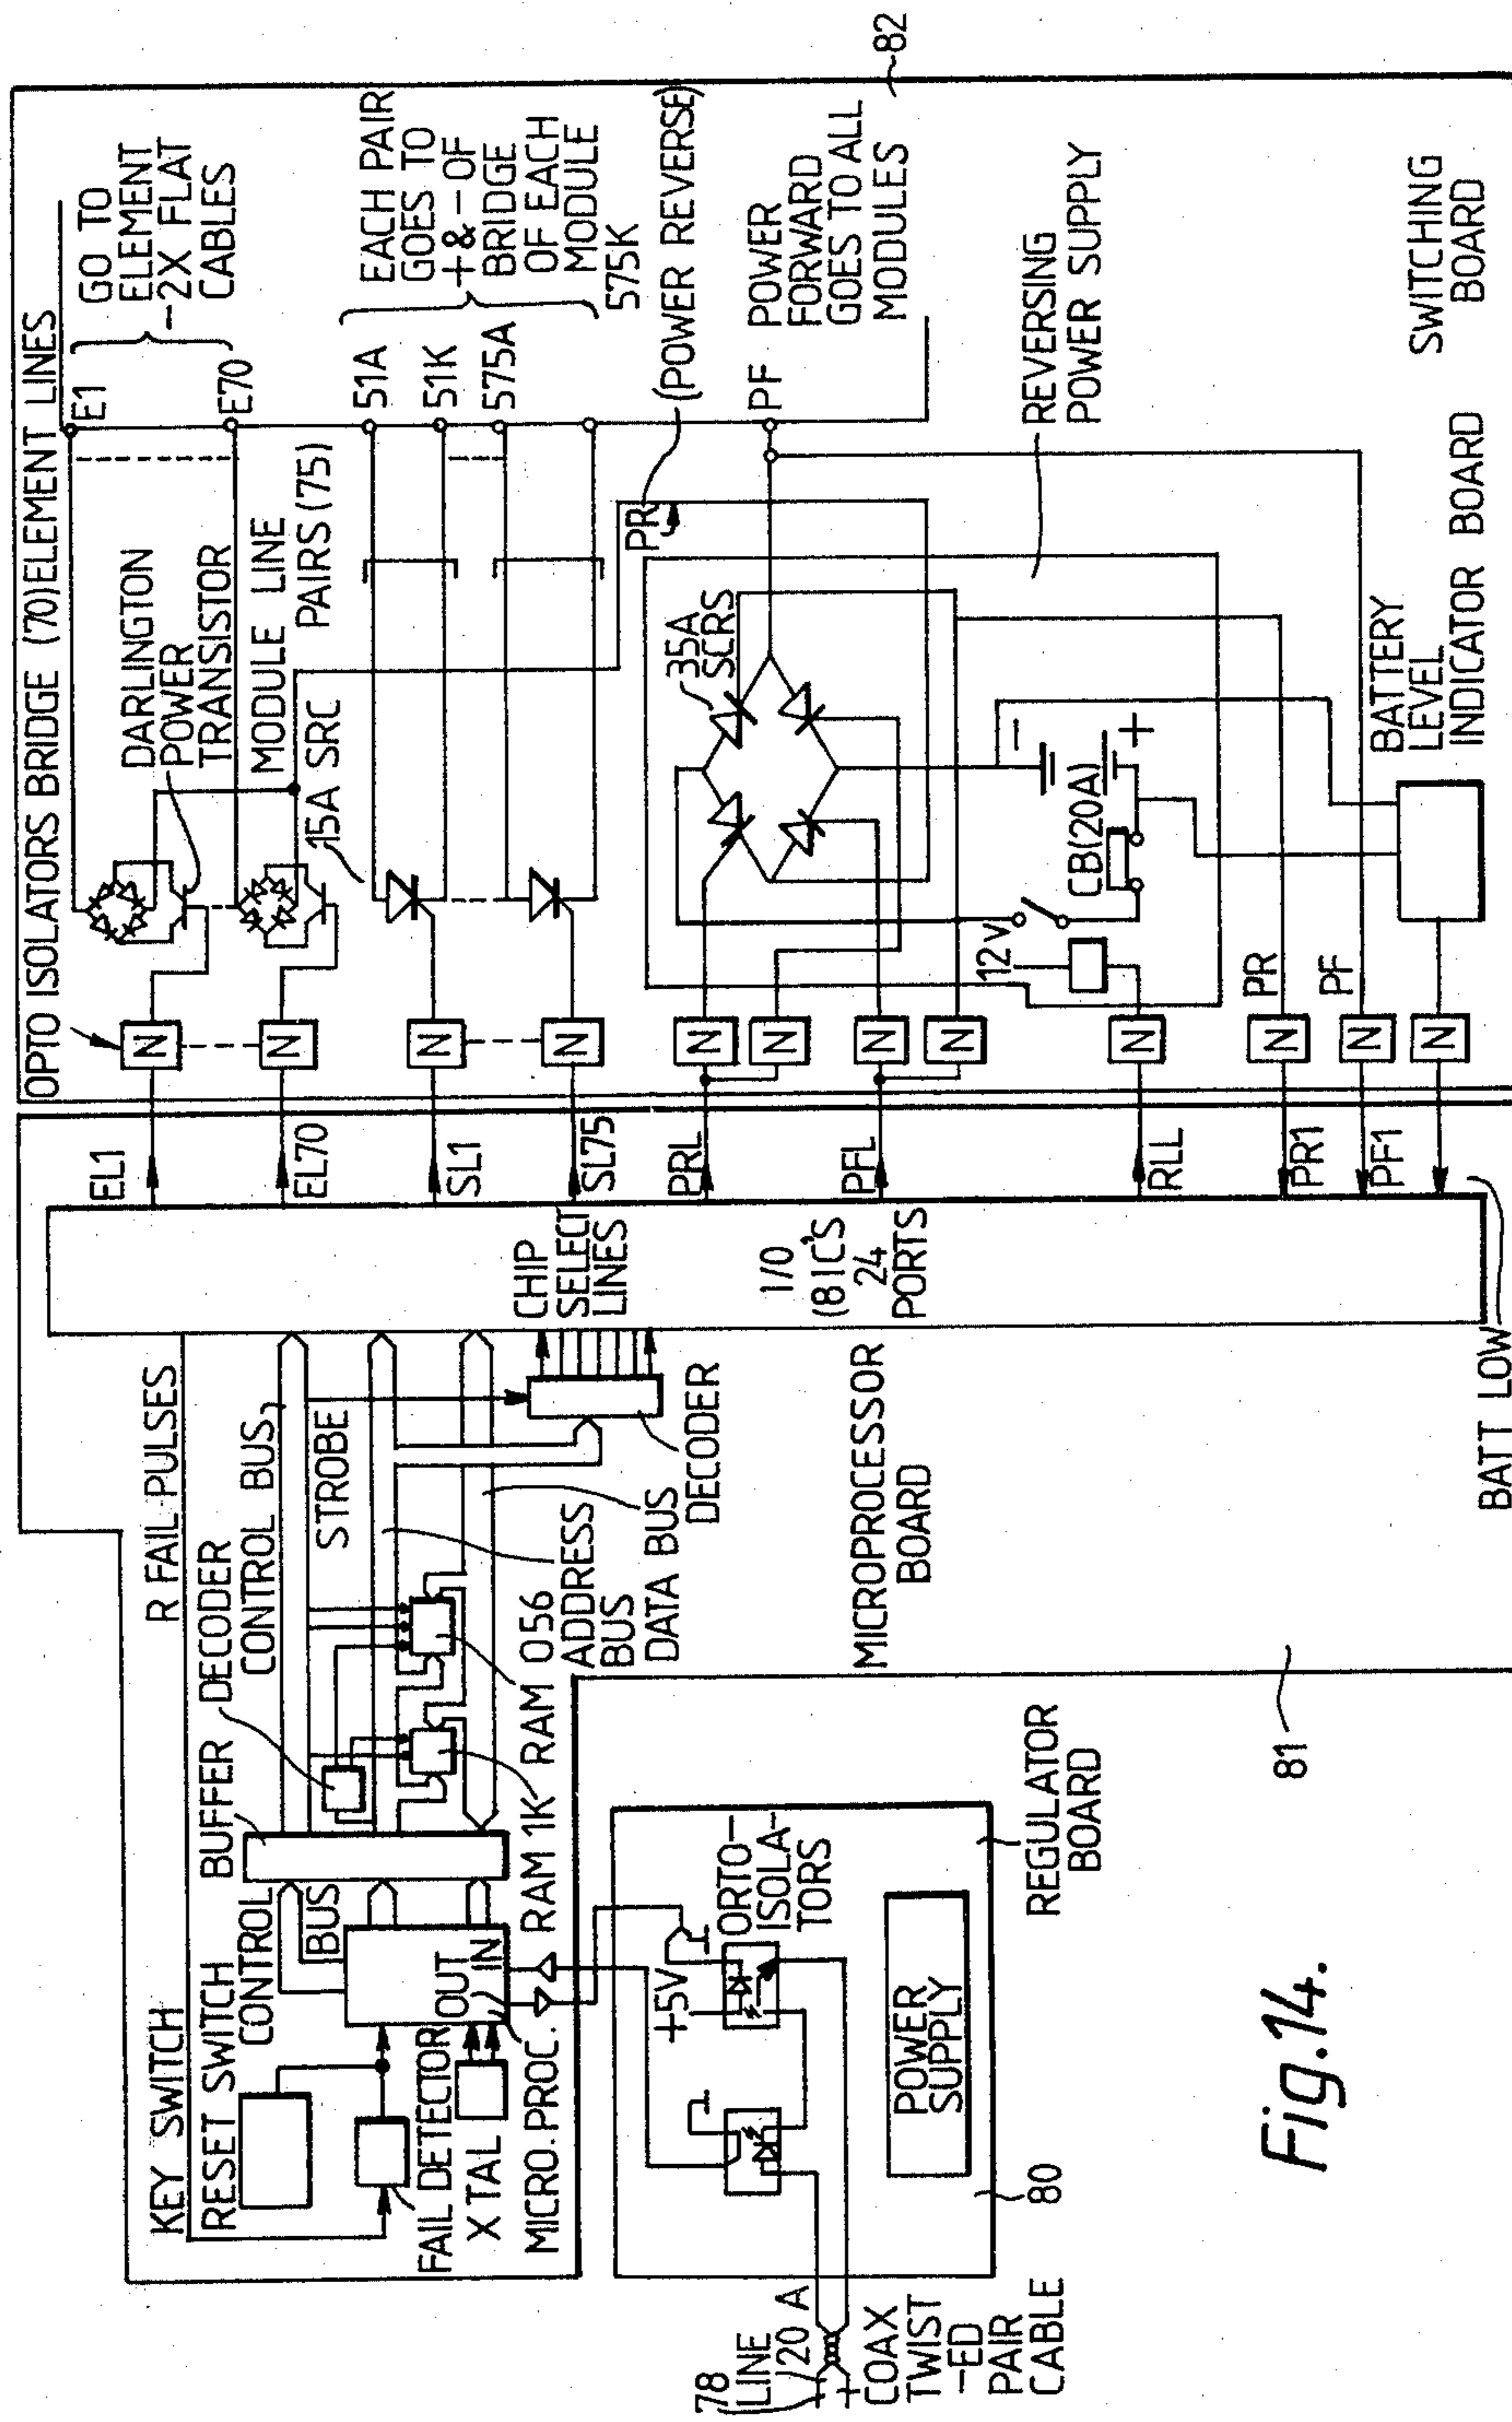 OPTO ISOLATORS BRIDGE (70) ELEMENT LINES
E1
GO TO
ELEMENT
-2X FLAT
CABLES
E70
DARLINGTON
POWER
TRANSISTOR
MODULE LINE
PAIRS (75)
15A SRC
51A
51K
575A
575K
EACH PAIR
GOES TO
+ & - OF
BRIDGE
OF EACH
MODULE
PR
(POWER REVERSE)
PF
POWER
FORWARD
GOES TO ALL
MODULES
82
35A
SCRS
REVERSING
POWER SUPPLY
12V
CB(20A)
-
+
PR
PF
BATTERY
LEVEL
INDICATOR BOARD
SWITCHING
BOARD
N
N
N
N
N
N
N
N
N
N
N
N
EL1
EL70
SL1
SL75
PRL
PFL
RLL
PR1
PF1
BATT LOW
I/O
(8IC'S
24
PORTS
CHIP
SELECT
LINES
R FAIL PULSES
CONTROL BUS
STROBE
DECODER
BUFFER
DECODER
ADDRESS
BUS
DATA BUS
RAM 056
RAM 1K
MICROPROCESSOR
BOARD
81
KEY SWITCH
RESET SWITCH
CONTROL
BUS
OUT
IN
FAIL DETECTOR
X TAL
MICRO.PROC.
+5V
ORTO-
ISOLA-
TORS
POWER
SUPPLY
REGULATOR
BOARD
80
78
LINE
20 A
COAX
TWIST
-ED
PAIR
CABLE
Fig.14.